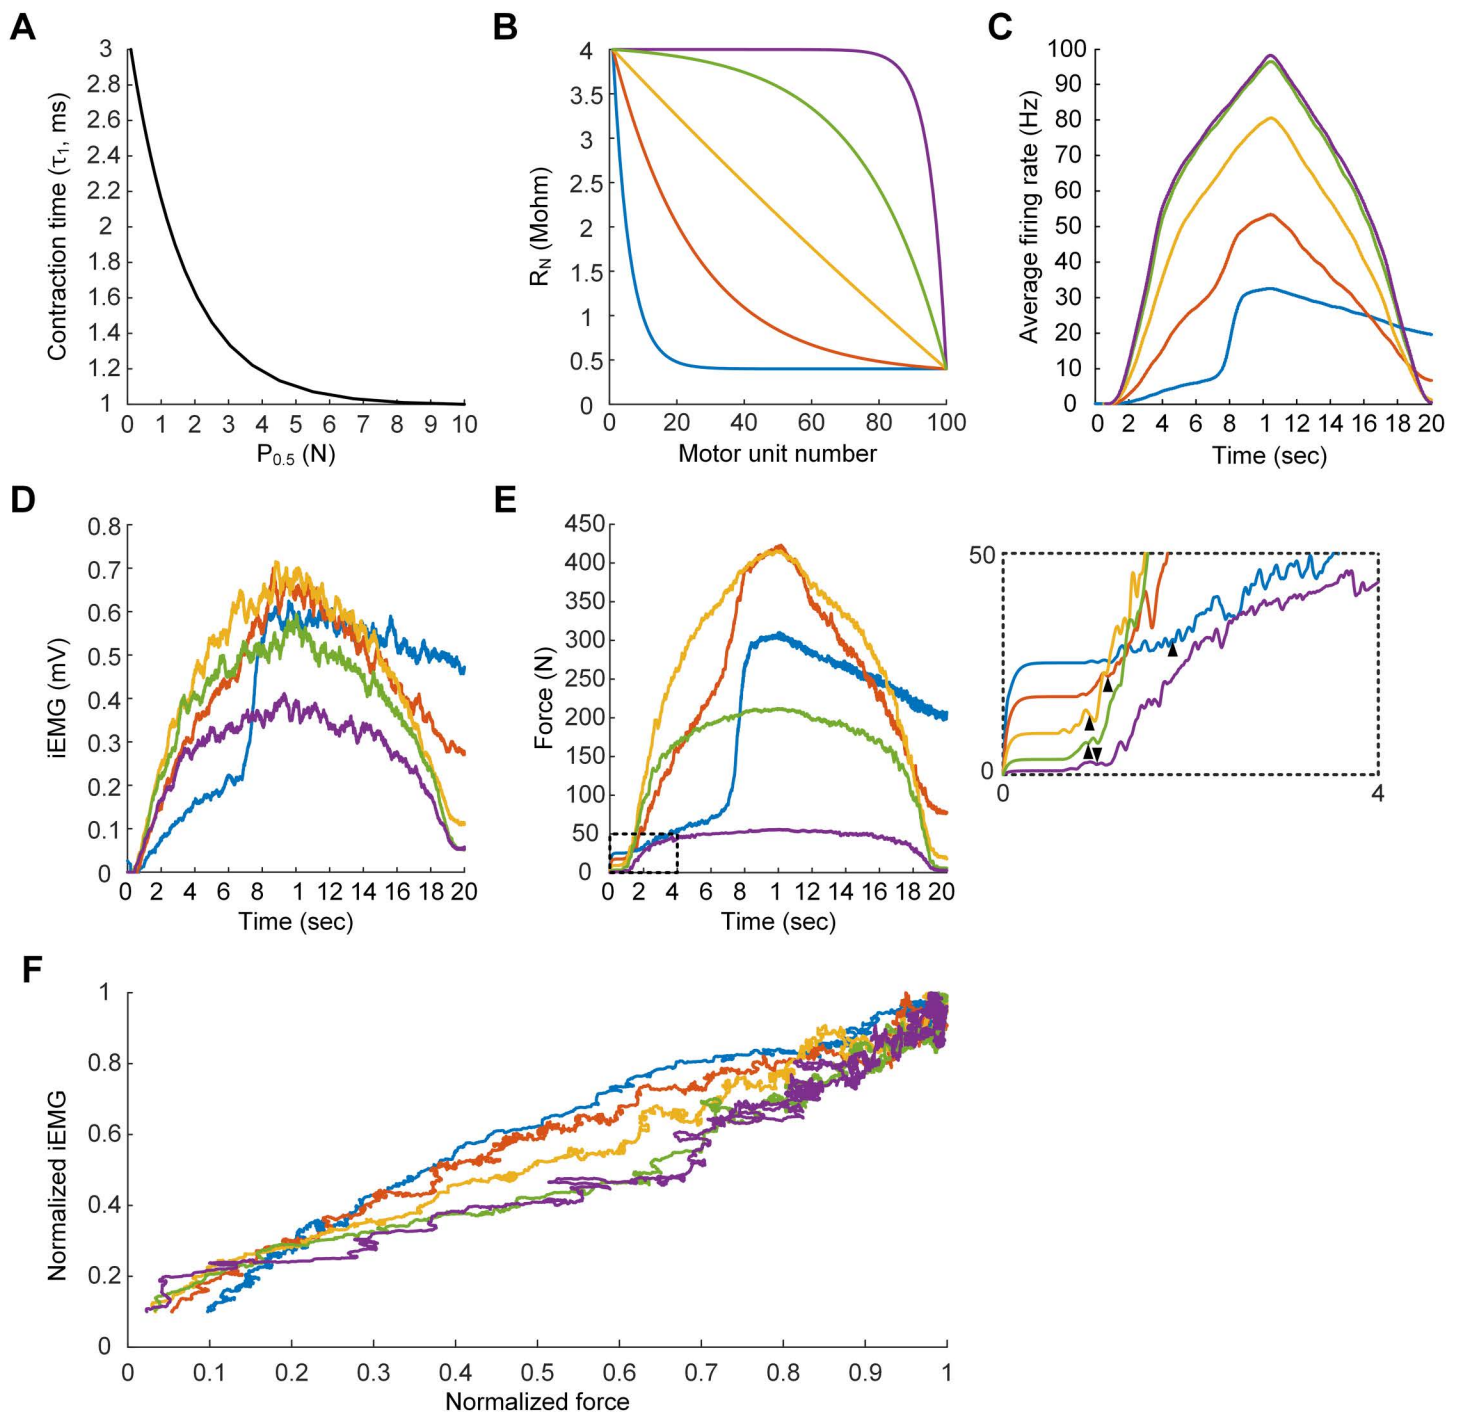 A
Contraction time (τ1, ms)
3
2.8
2.6
2.4
2.2
2
1.8
1.6
1.4
1.2
1
0 1 2 3 4 5 6 7 8 9 10
P0.5 (N)
B
RN (Mohm)
4
3.5
3
2.5
2
1.5
1
0.5
0
0 20 40 60 80 100
Motor unit number
C
Average firing rate (Hz)
100
90
80
70
60
50
40
30
20
10
0
0 2 4 6 8 1 12 14 16 18 20
Time (sec)
D
iEMG (mV)
0.8
0.7
0.6
0.5
0.4
0.3
0.2
0.1
0
0 2 4 6 8 1 12 14 16 18 20
Time (sec)
E
Force (N)
450
400
350
300
250
200
150
100
50
0
0 2 4 6 8 1 12 14 16 18 20
Time (sec)
50
0
0 4
F
Normalized iEMG
1
0.8
0.6
0.4
0.2
0
0 0.1 0.2 0.3 0.4 0.5 0.6 0.7 0.8 0.9 1
Normalized force